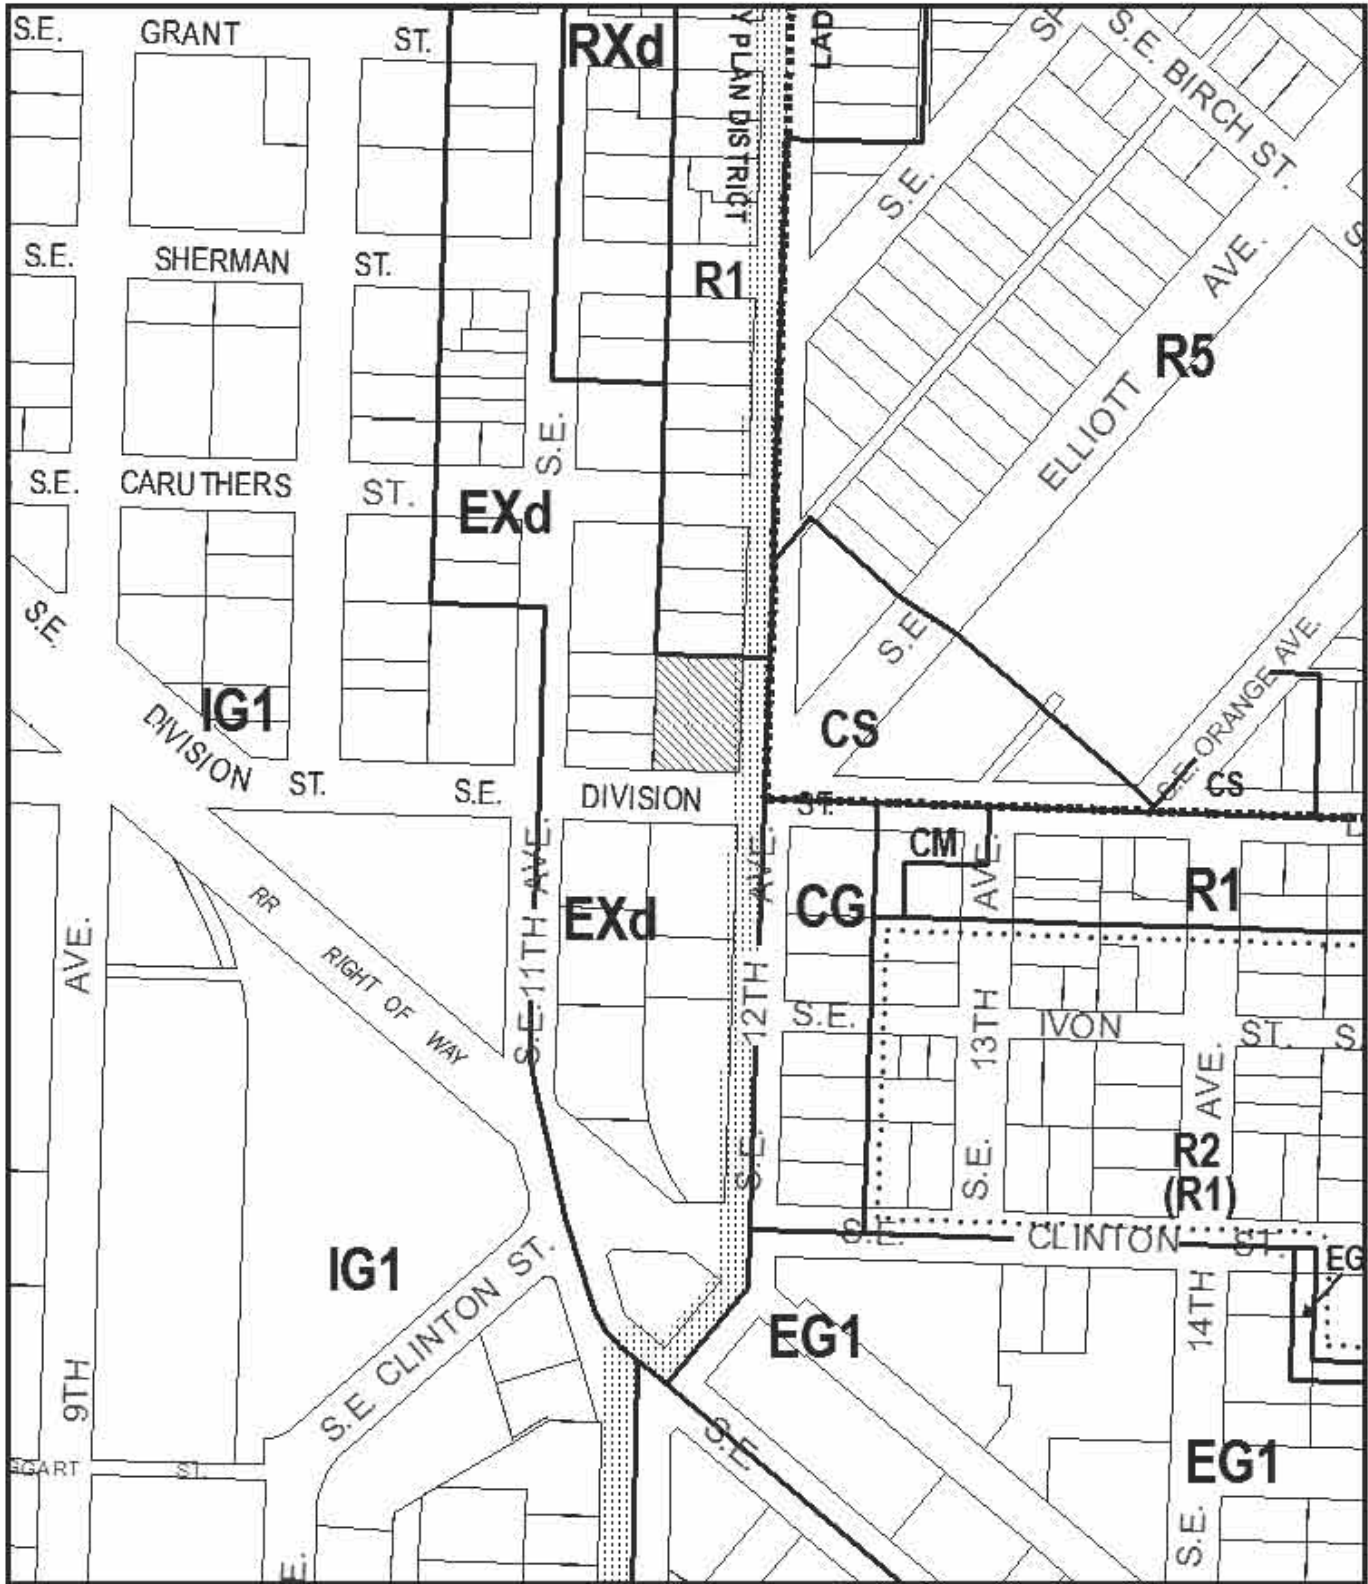 S.E. GRANT ST.
RXd
Y PLAN DISTRICT
LAD
S.E. BIRCH ST.
S.E.
S.E. SHERMAN ST.
R1
R5
S.E. ELLIOTT AVE.
S.E. CARUTHERS ST.
S.E.
EXd
S.E.
IG1
CS
S.E. ORANGE AVE.
CS
DIVISION ST. S.E. DIVISION ST.
CM
CG
R1
EXd
RR RIGHT OF WAY
S.E. 11TH AVE.
S.E. 12TH AVE.
S.E. 13TH AVE.
S.E. IVON ST. S.
9TH AVE.
R2
(R1)
S.E. 14TH AVE.
S.E. CLINTON ST.
EG
IG1
S.E. CLINTON ST.
EG1
S.E.
EG1
GGART ST.
E.